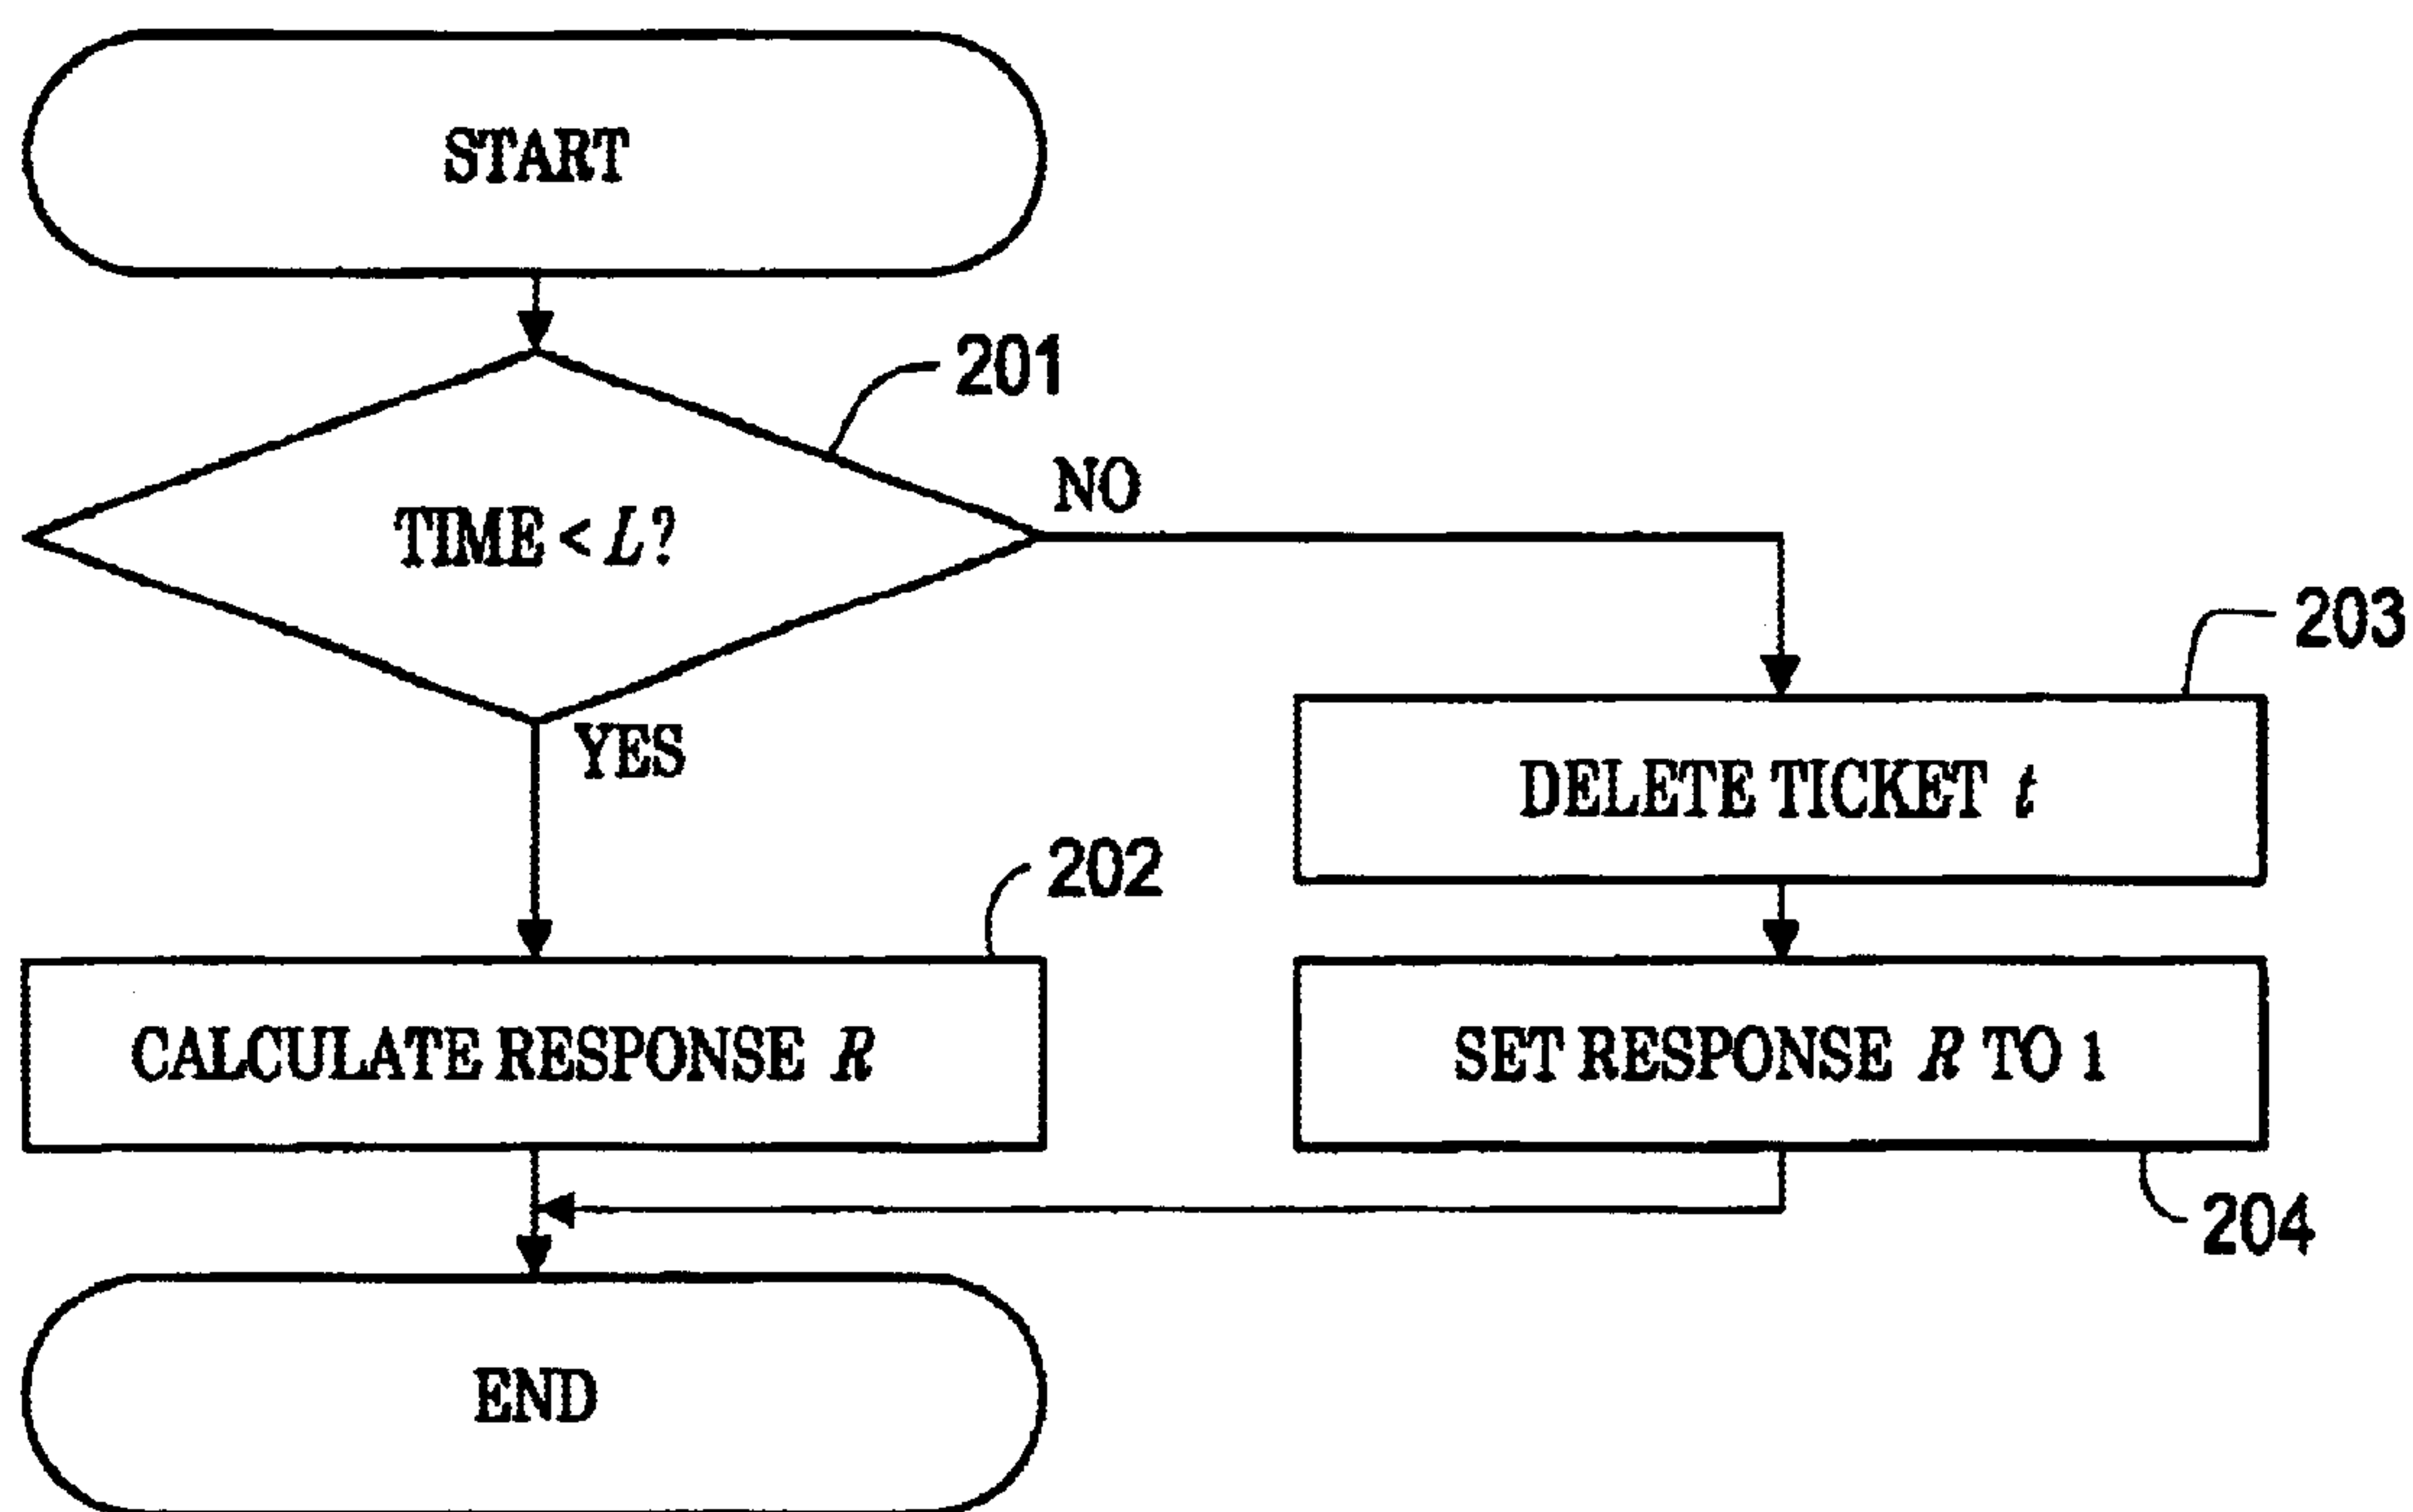 START
201
NO
TIME < L?
203
YES
DELETE TICKET t
202
CALCULATE RESPONSE R
SET RESPONSE R TO 1
204
END